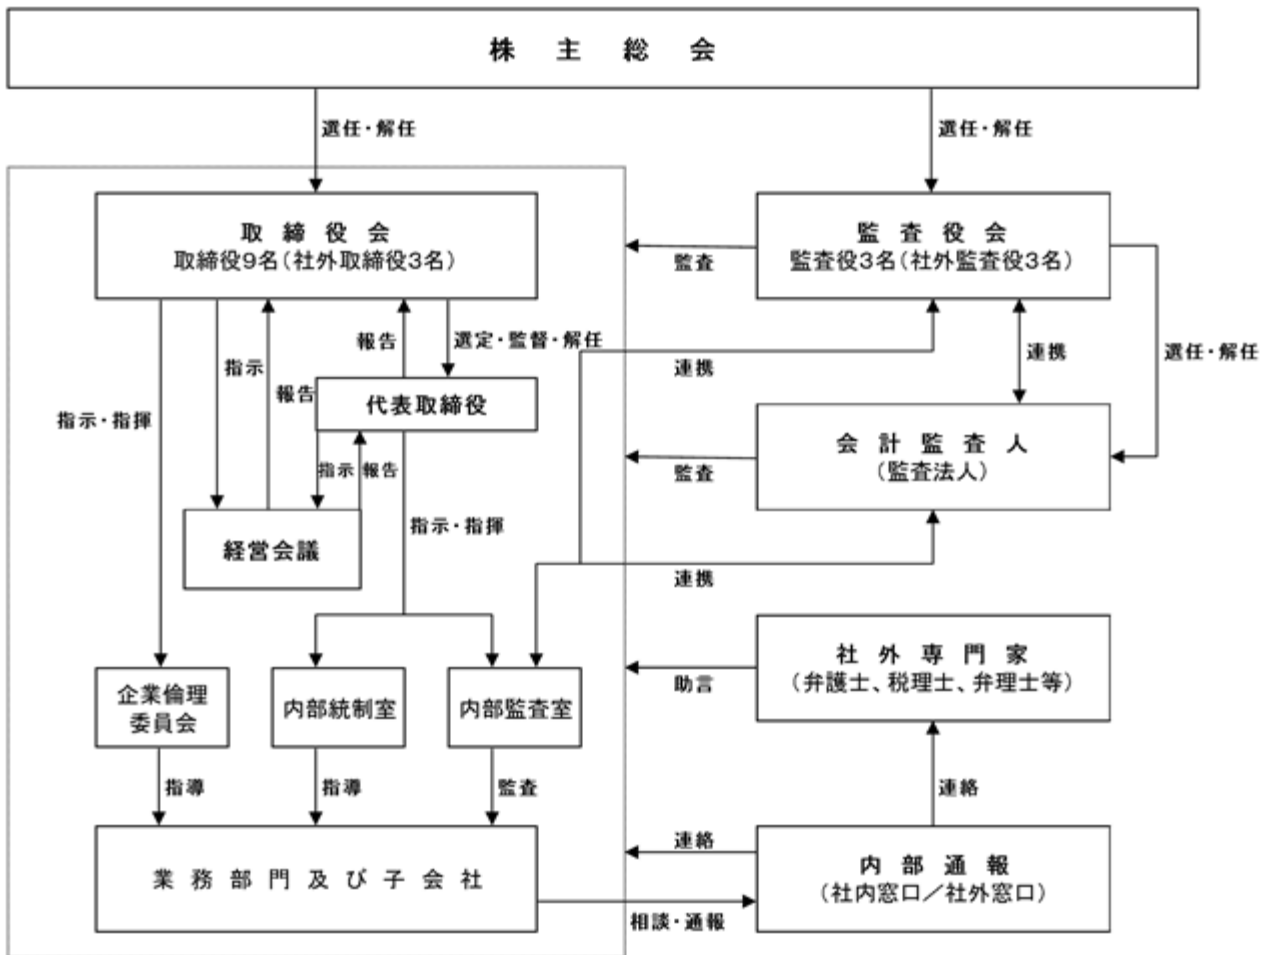 株主総会
選任・解任
選任・解任
取締役会
取締役9名(社外取締役3名)
監査役会
監査役3名(社外監査役3名)
監査
報告
選定・監督・解任
指示
報告
連携
連携
選任・解任
指示・指揮
代表取締役
会計監査人
(監査法人)
監査
指示
報告
経営会議
指示・指揮
連携
社外専門家
(弁護士、税理士、弁理士等)
助言
企業倫理
委員会
内部統制室
内部監査室
指導
指導
監査
連絡
業務部門及び子会社
連絡
内部通報
(社内窓口/社外窓口)
相談・通報